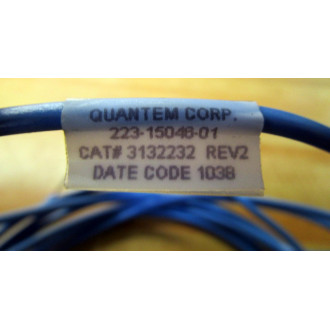 QUANTEM CORP.
223-15046-01
CAT# 3132232 REV2
DATE CODE 1038